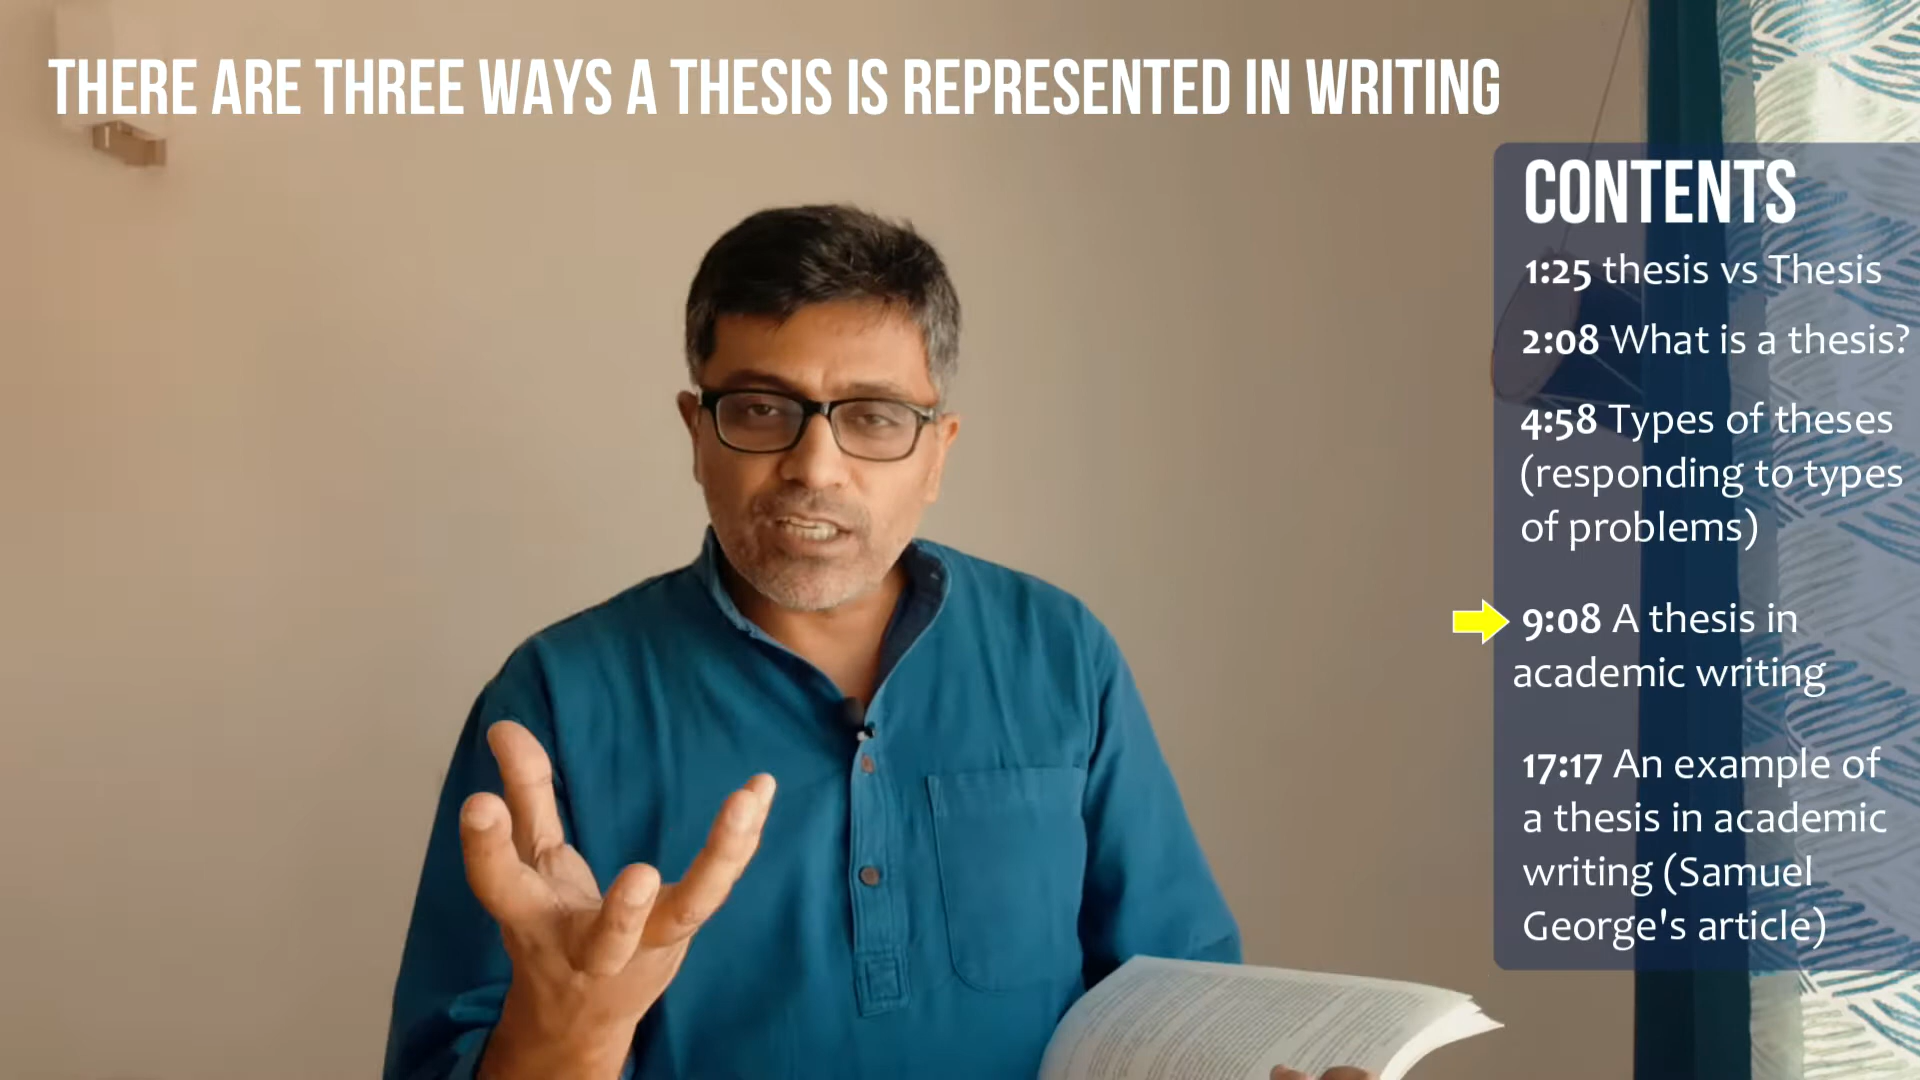 THERE ARE THREE WAYS A THESIS IS REPRESENTED IN WRITING
CONTENTS
1:25 thesis vs Thesis
2:08 What is a thesis?
4:58 Types of theses
(responding to types
of problems)
9:08 A thesis in
academic writing
17:17 An example of
a thesis in academic
writing (Samuel
George's article)